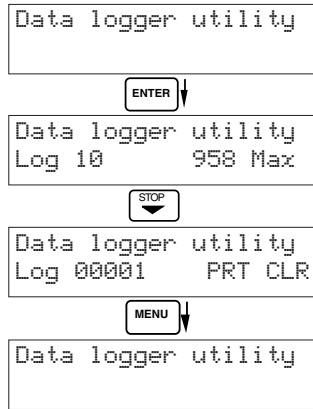 Data logger utility
ENTER
Data logger utility
Log 10 958 Max
STOP
Data logger utility
Log 00001 PRT CLR
MENU
Data logger utility